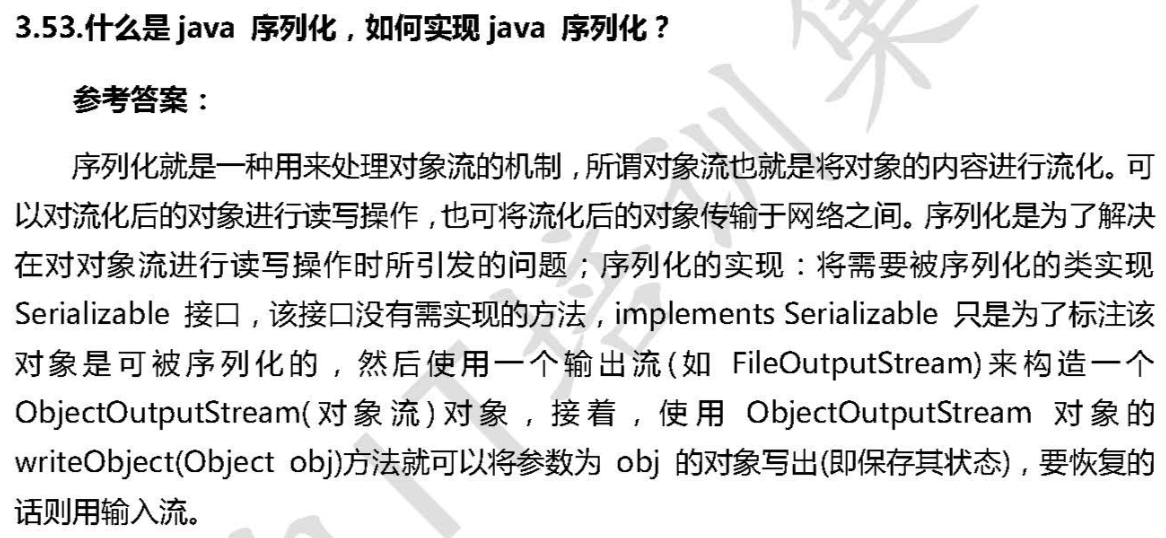 3.53.什么是 java 序列化，如何实现 java 序列化？
参考答案：
序列化就是一种用来处理对象流的机制，所谓对象流也就是将对象的内容进行流化。可
以对流化后的对象进行读写操作，也可将流化后的对象传输于网络之间。序列化是为了解决
在对对象流进行读写操作时所引发的问题；序列化的实现：将需要被序列化的类实现
Serializable 接口，该接口没有需实现的方法，implements Serializable 只是为了标注该
对象是可被序列化的，然后使用一个输出流(如 FileOutputStream)来构造一个
ObjectOutputStream(对象流)对象，接着，使用 ObjectOutputStream 对象的
writeObject(Object obj)方法就可以将参数为 obj 的对象写出(即保存其状态)，要恢复的
话则用输入流。
IT培训集